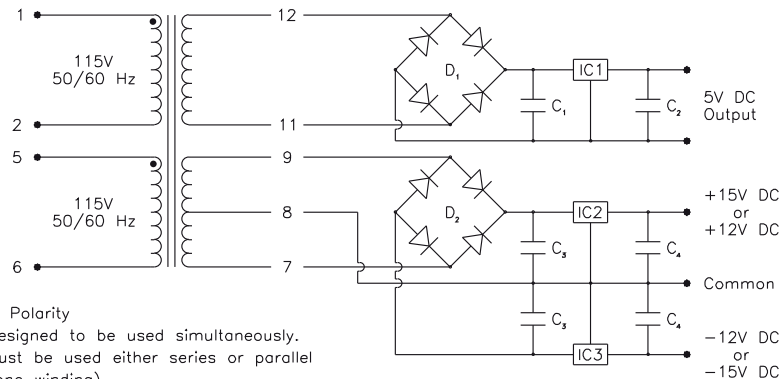 1
12
115V
50/60 Hz
D₁
IC1
C₁
C₂
5V DC
Output
2
11
5
9
115V
50/60 Hz
8
D₂
IC2
C₃
C₄
+15V DC
or
+12V DC
6
7
Common
C₃
C₄
IC3
-12V DC
or
-15V DC
Polarity
esigned to be used simultaneously.
ust be used either series or parallel